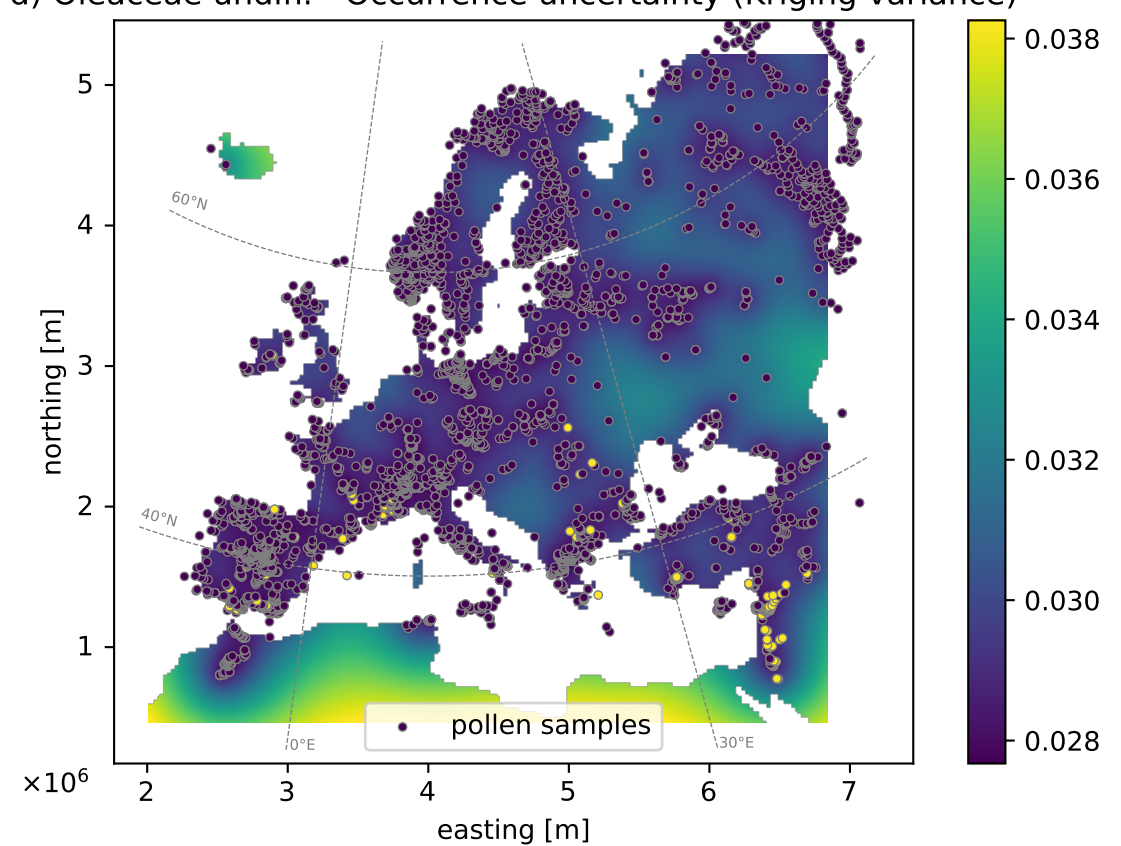 Occurrence uncertainty (Kriging variance)
5
4
3
2
1
northing [m]
×10⁶
2
3
4
5
6
7
easting [m]
60°N
40°N
0°E
30°E
pollen samples
0.038
0.036
0.034
0.032
0.030
0.028